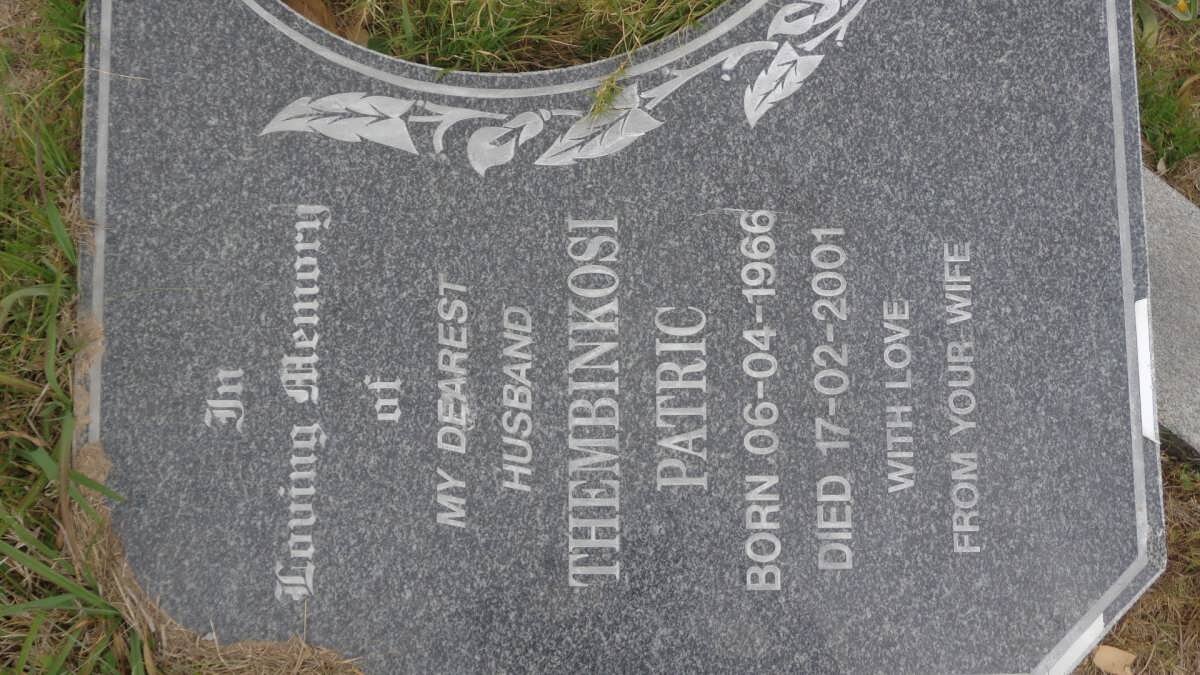 In
Loving Memory
of
MY DEAREST
HUSBAND
THEMBINKOSI
PATRIC
BORN 06-04-1966
DIED 17-02-2001
WITH LOVE
FROM YOUR WIFE